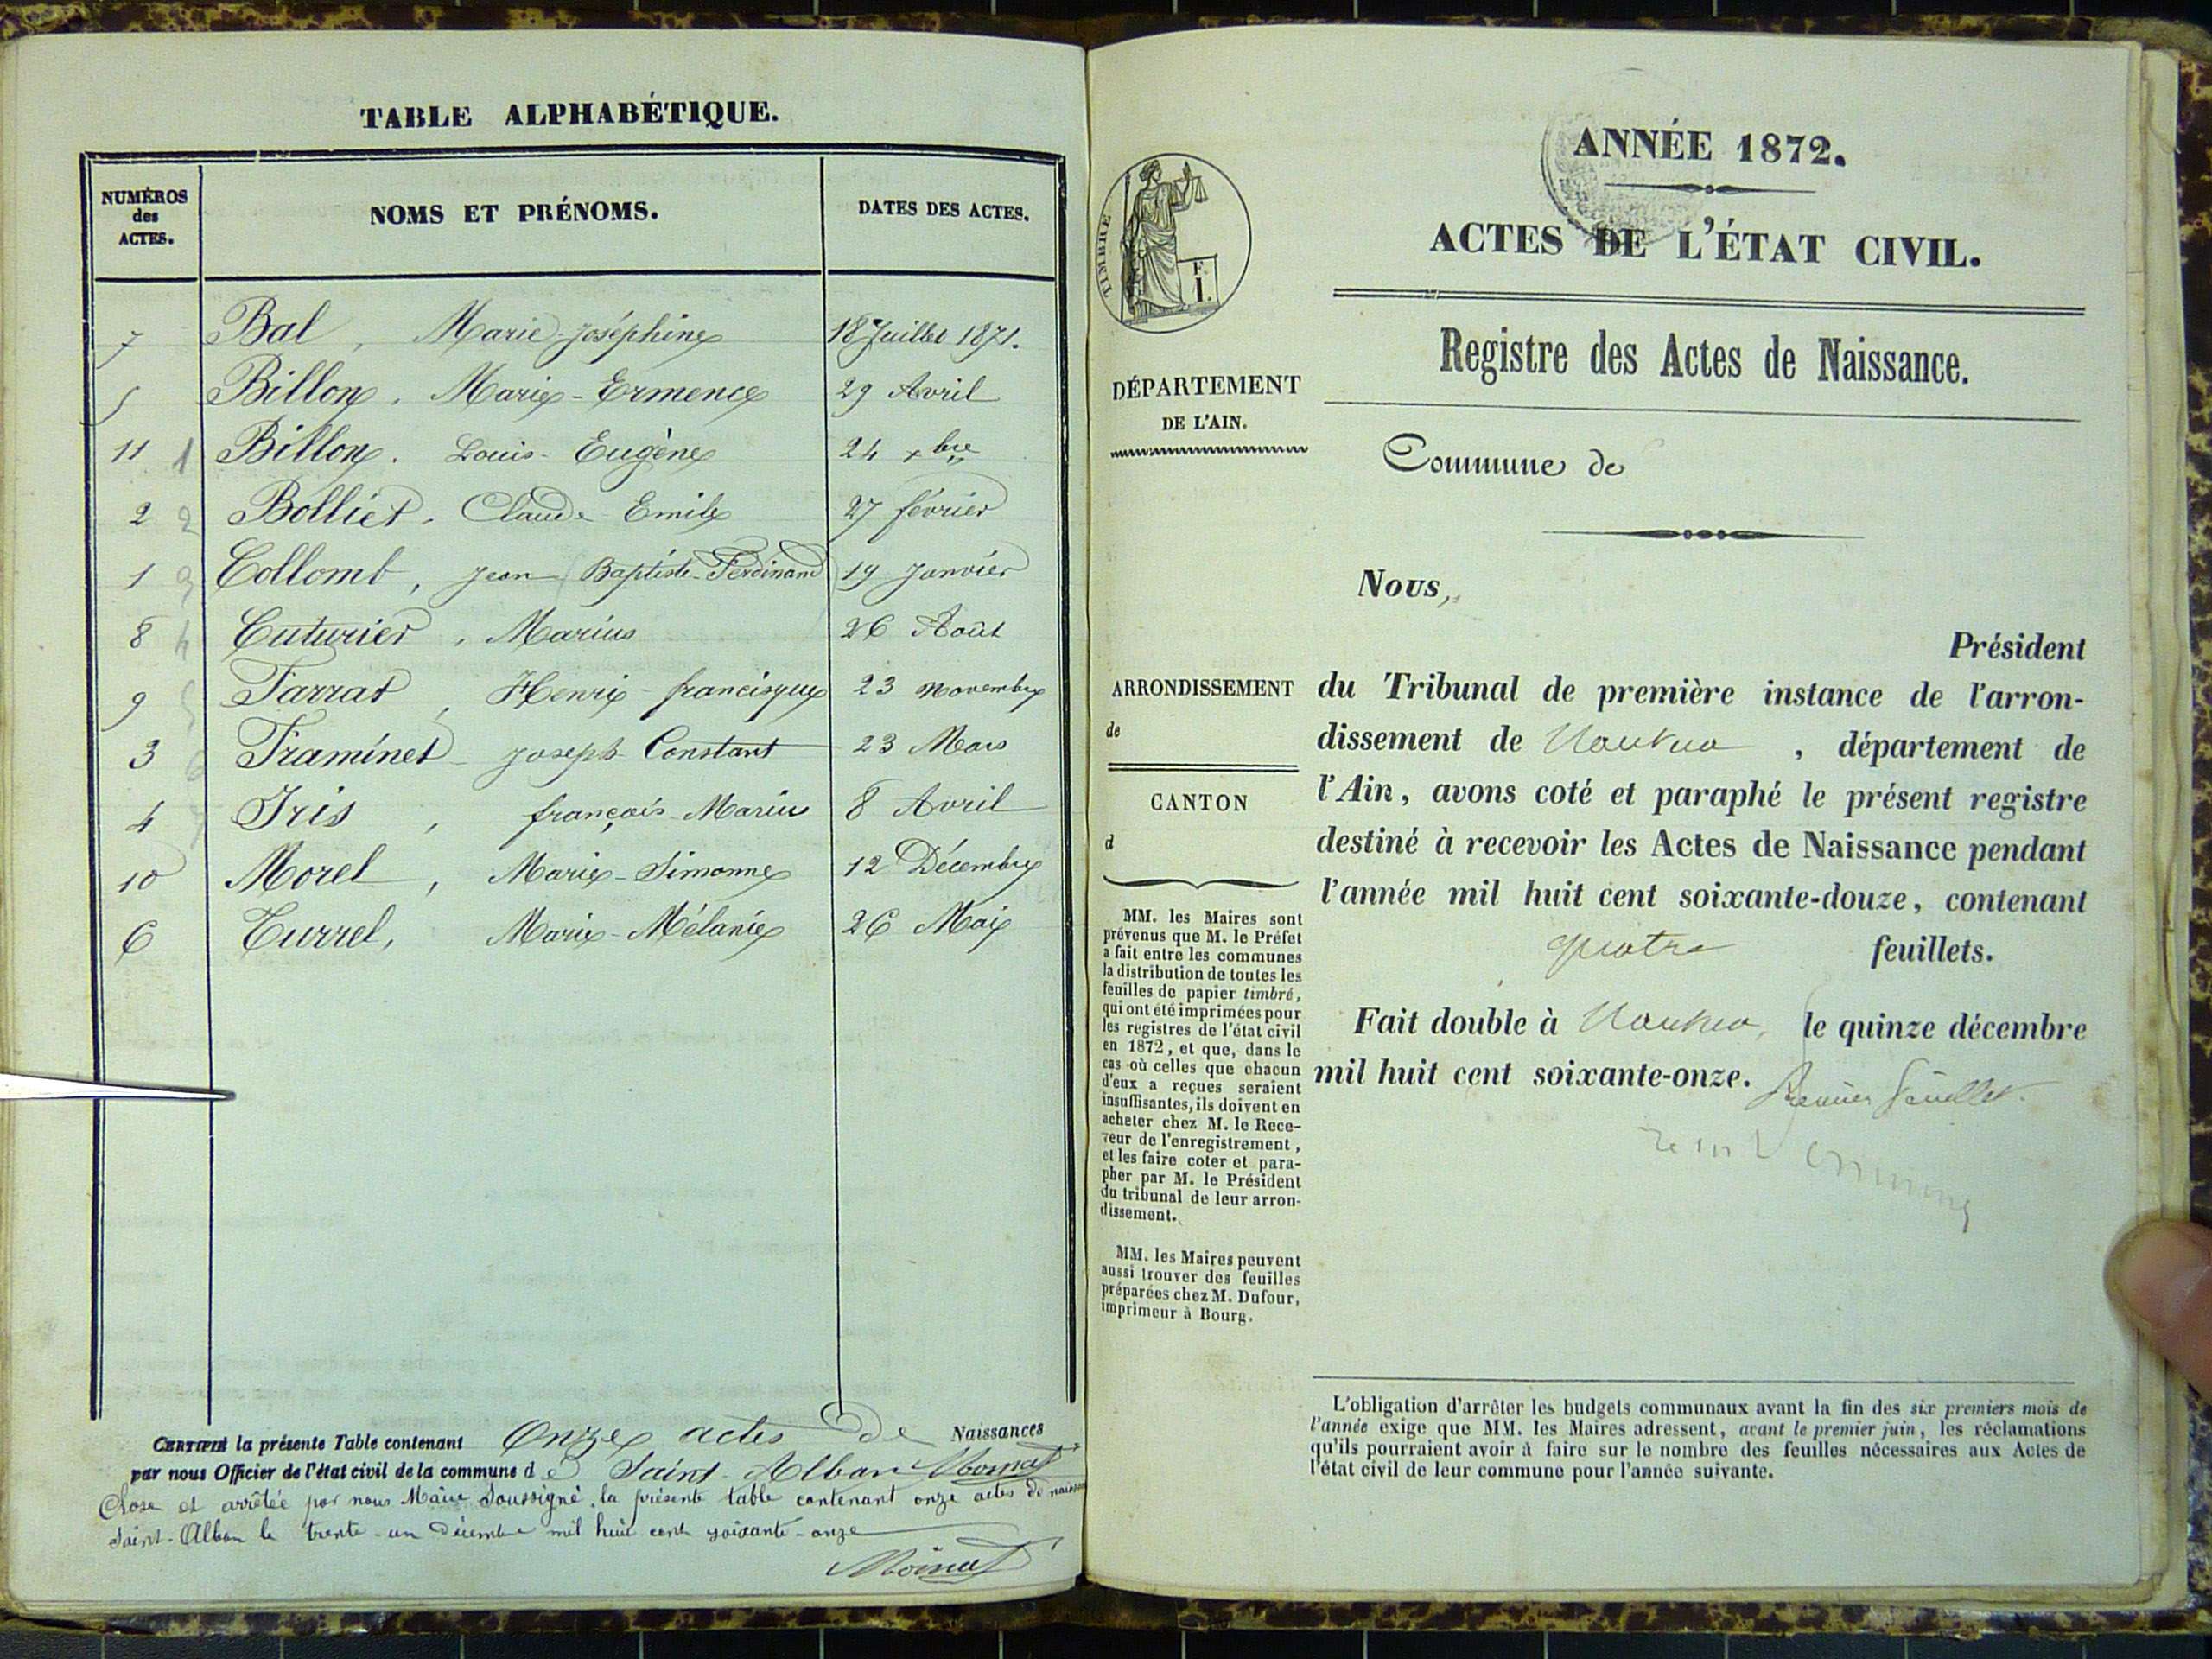 TABLE ALPHABÉTIQUE.
NUMÉROS des ACTES. NOMS ET PRÉNOMS. DATES DES ACTES.
7 Bal, Marie-Joséphine 18 Juillet 1871.
5 Billon, Marie-Ermence 29 Avril
11 1 Billon. Louis-Eugène 24 xbre
2 2 Bolliet, Claude-Emile 27 février
1 3 Collomb, Jean Baptiste-Ferdinand 19 Janvier
8 4 Cuturier, Marius 26 Août
9 5 Farrat, Henri-francisque 23 Novembre
3 6 Framinet Joseph-Constant 23 Mars
4 7 Iris, françois-Marius 8 Avril
10 Morel, Marie-Simonne 12 Décembre
6 Turrel, Marie-Mélanie 26 Mai
CERTIFIÉ la présente Table contenant Onze actes de Naissances
par nous Officier de l'état civil de la commune de Saint-Alban Moinat
Close et arrêtée par nous Maire Soussigné, la présente table contenant onze actes de naissan
Saint-Alban le trente-un Décembre mil huit cent soixante-onze
Moinat
TIMBRE
F.
I.
DÉPARTEMENT
DE L'AIN.
ARRONDISSEMENT
de
CANTON
d
MM. les Maires sont
prévenus que M. le Préfet
a fait entre les communes
la distribution de toutes les
feuilles de papier timbré,
qui ont été imprimées pour
les registres de l'état civil
en 1872, et que, dans le
cas où celles que chacun
d'eux a reçues seraient
insuffisantes, ils doivent en
acheter chez M. le Rece-
veur de l'enregistrement,
et les faire coter et para-
pher par M. le Président
du tribunal de leur arron-
dissement.
MM. les Maires peuvent
aussi trouver des feuilles
préparées chez M. Dufour,
imprimeur à Bourg.
ANNÉE 1872.
ACTES DE L'ÉTAT CIVIL.
Registre des Actes de Naissance.
Commune de
Nous,
Président
du Tribunal de première instance de l'arron-
dissement de Nantua, département de
l'Ain, avons coté et paraphé le présent registre
destiné à recevoir les Actes de Naissance pendant
l'année mil huit cent soixante-douze, contenant
quatre feuillets.
Fait double à Nantua, le quinze décembre
mil huit cent soixante-onze.
Premier feuillet.
L'obligation d'arrêter les budgets communaux avant la fin des six premiers mois de
l'année exige que MM. les Maires adressent, avant le premier juin, les réclamations
qu'ils pourraient avoir à faire sur le nombre des feuilles nécessaires aux Actes de
l'état civil de leur commune pour l'année suivante.